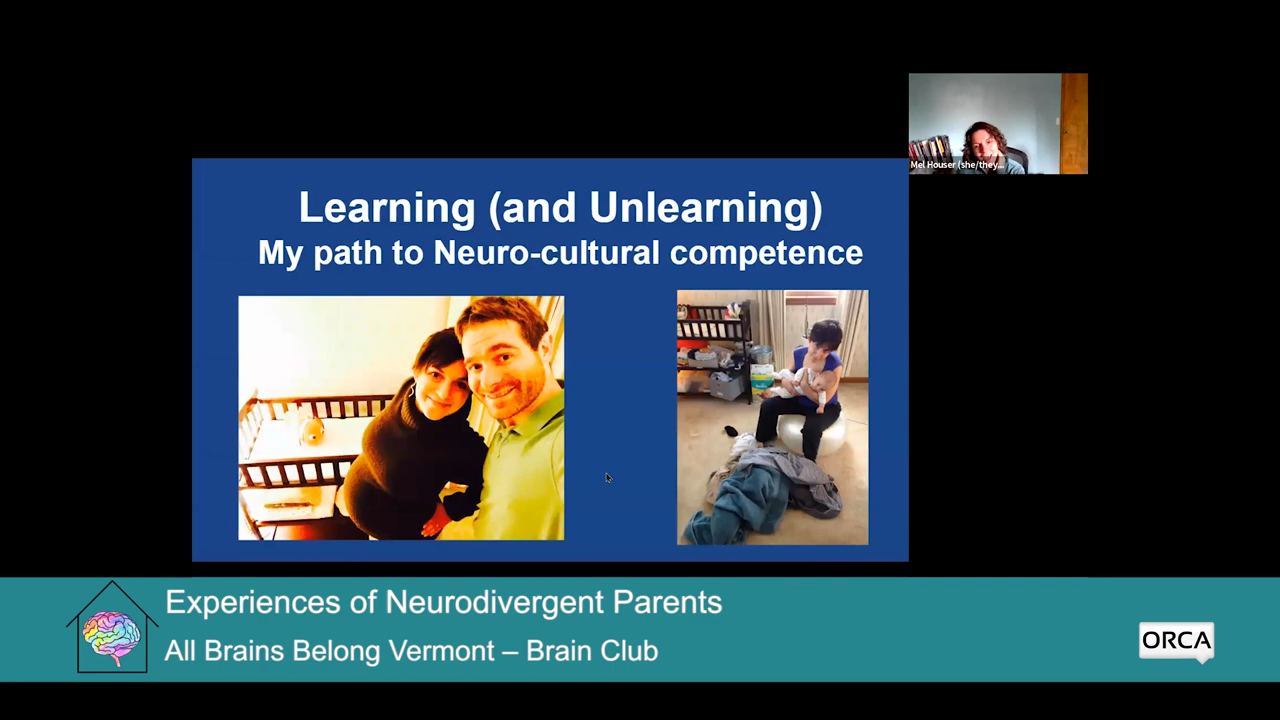 Mel Houser (she/they...
Learning (and Unlearning)
My path to Neuro-cultural competence
Experiences of Neurodivergent Parents
All Brains Belong Vermont – Brain Club
ORCA